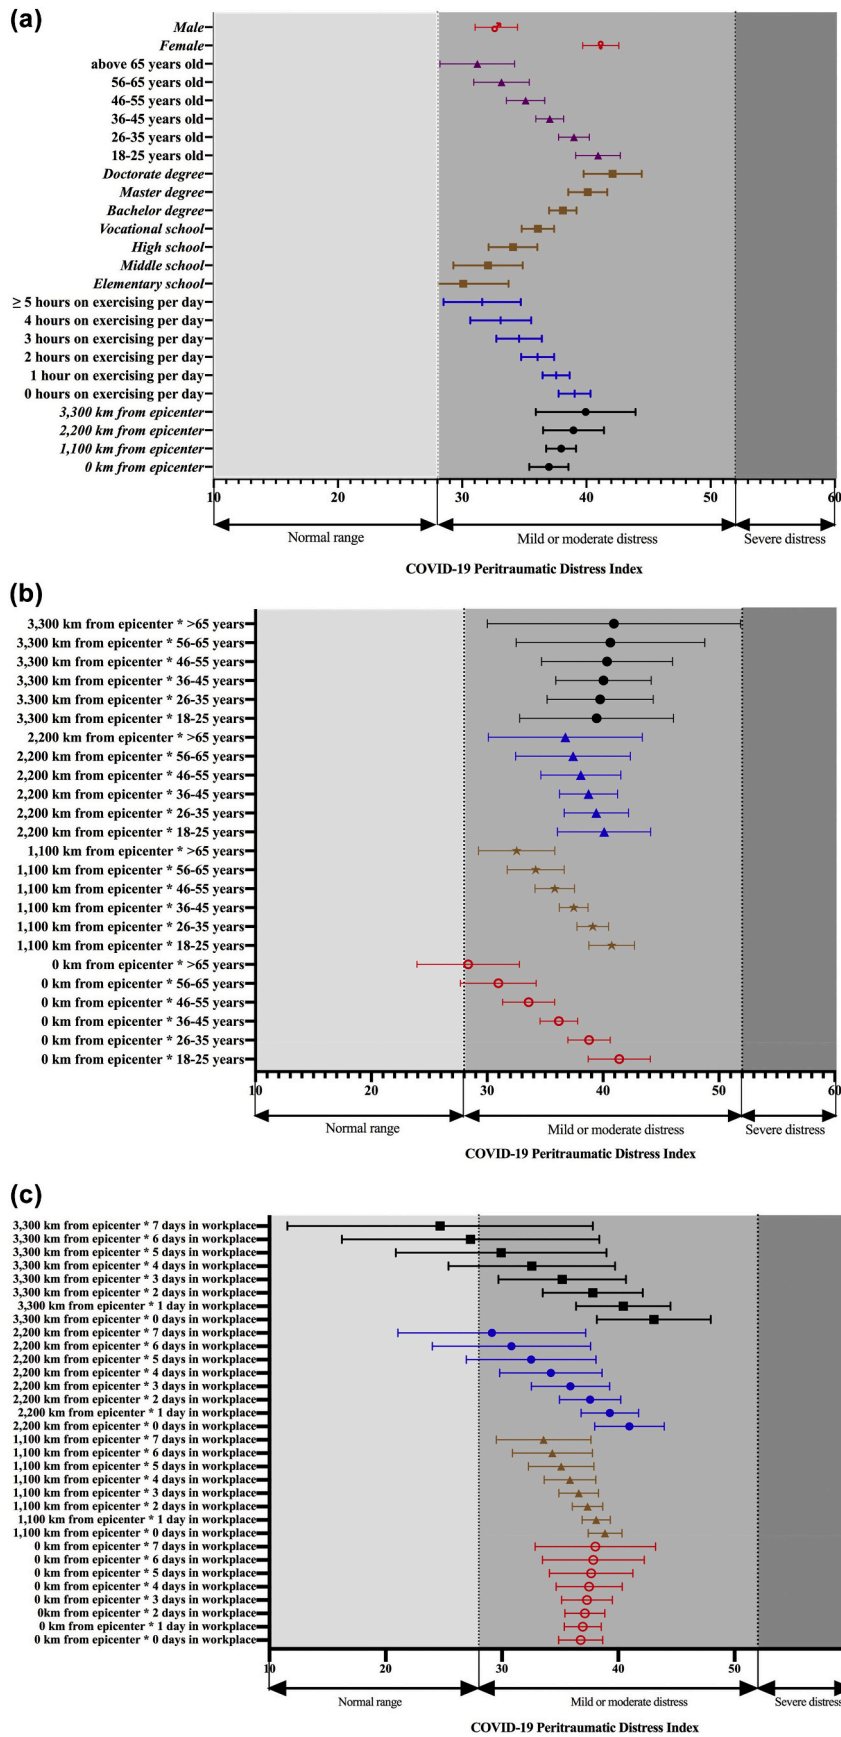 (a)
Male
Female
above 65 years old
56-65 years old
46-55 years old
36-45 years old
26-35 years old
18-25 years old
Doctorate degree
Master degree
Bachelor degree
Vocational school
High school
Middle school
Elementary school
≥ 5 hours on exercising per day
4 hours on exercising per day
3 hours on exercising per day
2 hours on exercising per day
1 hour on exercising per day
0 hours on exercising per day
3,300 km from epicenter
2,200 km from epicenter
1,100 km from epicenter
0 km from epicenter
10 20 30 40 50 60
Normal range Mild or moderate distress Severe distress
COVID-19 Peritraumatic Distress Index
(b)
3,300 km from epicenter * >65 years
3,300 km from epicenter * 56-65 years
3,300 km from epicenter * 46-55 years
3,300 km from epicenter * 36-45 years
3,300 km from epicenter * 26-35 years
3,300 km from epicenter * 18-25 years
2,200 km from epicenter * >65 years
2,200 km from epicenter * 56-65 years
2,200 km from epicenter * 46-55 years
2,200 km from epicenter * 36-45 years
2,200 km from epicenter * 26-35 years
2,200 km from epicenter * 18-25 years
1,100 km from epicenter * >65 years
1,100 km from epicenter * 56-65 years
1,100 km from epicenter * 46-55 years
1,100 km from epicenter * 36-45 years
1,100 km from epicenter * 26-35 years
1,100 km from epicenter * 18-25 years
0 km from epicenter * >65 years
0 km from epicenter * 56-65 years
0 km from epicenter * 46-55 years
0 km from epicenter * 36-45 years
0 km from epicenter * 26-35 years
0 km from epicenter * 18-25 years
10 20 30 40 50 60
Normal range Mild or moderate distress Severe distress
COVID-19 Peritraumatic Distress Index
(c)
3,300 km from epicenter * 7 days in workplace
3,300 km from epicenter * 6 days in workplace
3,300 km from epicenter * 5 days in workplace
3,300 km from epicenter * 4 days in workplace
3,300 km from epicenter * 3 days in workplace
3,300 km from epicenter * 2 days in workplace
3,300 km from epicenter * 1 day in workplace
3,300 km from epicenter * 0 days in workplace
2,200 km from epicenter * 7 days in workplace
2,200 km from epicenter * 6 days in workplace
2,200 km from epicenter * 5 days in workplace
2,200 km from epicenter * 4 days in workplace
2,200 km from epicenter * 3 days in workplace
2,200 km from epicenter * 2 days in workplace
2,200 km from epicenter * 1 day in workplace
2,200 km from epicenter * 0 days in workplace
1,100 km from epicenter * 7 days in workplace
1,100 km from epicenter * 6 days in workplace
1,100 km from epicenter * 5 days in workplace
1,100 km from epicenter * 4 days in workplace
1,100 km from epicenter * 3 days in workplace
1,100 km from epicenter * 2 days in workplace
1,100 km from epicenter * 1 day in workplace
1,100 km from epicenter * 0 days in workplace
0 km from epicenter * 7 days in workplace
0 km from epicenter * 6 days in workplace
0 km from epicenter * 5 days in workplace
0 km from epicenter * 4 days in workplace
0 km from epicenter * 3 days in workplace
0km from epicenter * 2 days in workplace
0 km from epicenter * 1 day in workplace
0 km from epicenter * 0 days in workplace
10 20 30 40 50
Normal range Mild or moderate distress Severe distress
COVID-19 Peritraumatic Distress Index